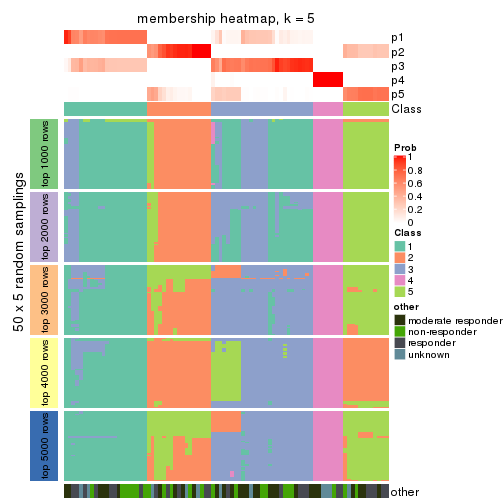 membership heatmap, k = 5
p1
p2
p3
p4
p5
Class
50 x 5 random samplings
top 1000 rows
top 2000 rows
top 3000 rows
top 4000 rows
top 5000 rows
other
Prob
1
0.8
0.6
0.4
0.2
0
Class
1
2
3
4
5
other
moderate responder
non-responder
responder
unknown